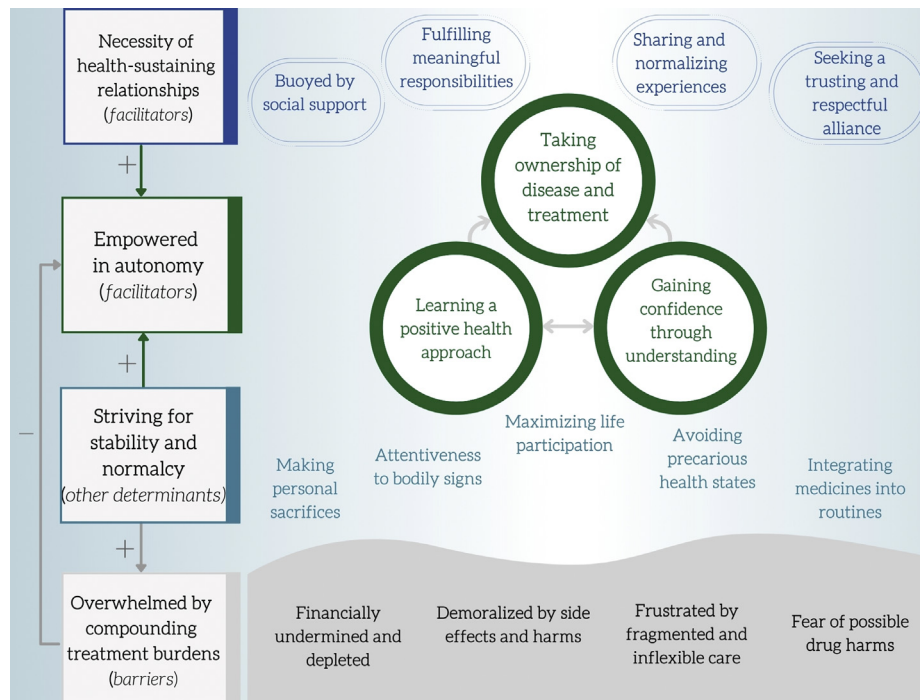 Necessity of
health-sustaining
relationships
(facilitators)
Buoyed by
social support
Fulfilling
meaningful
responsibilities
Sharing and
normalizing
experiences
Seeking a
trusting and
respectful
alliance
+
Taking
ownership of
disease and
treatment
Empowered
in autonomy
(facilitators)
Learning a
positive health
approach
Gaining
confidence
through
understanding
+
Striving for
stability and
normalcy
(other determinants)
Making
personal
sacrifices
Attentiveness
to bodily signs
Maximizing life
participation
Avoiding
precarious
health states
Integrating
medicines into
routines
−
+
Overwhelmed by
compounding
treatment burdens
(barriers)
Financially
undermined and
depleted
Demoralized by side
effects and harms
Frustrated by
fragmented and
inflexible care
Fear of possible
drug harms